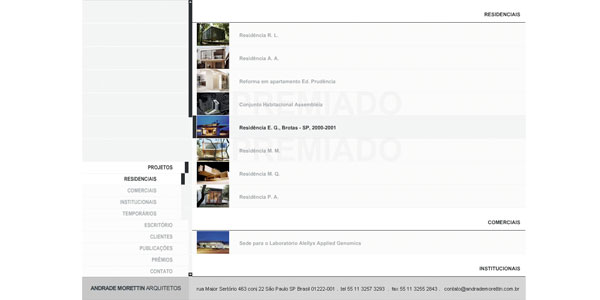 RESIDENCIAIS
Residência R. L.
Residência A. A.
Reforma em apartamento Ed. Prudência
PREMIADO
Conjunto Habitacional Assembléia
Residência E. G., Brotas - SP, 2000-2001
PREMIADO
Residência M. M.
Residência M. G.
Residência P. A.
COMERCIAIS
Sede para o Laboratório Alellyx Applied Genomics
INSTITUCIONAIS
PROJETOS
RESIDENCIAIS
COMERCIAIS
INSTITUCIONAIS
TEMPORÁRIOS
ESCRITÓRIO
CLIENTES
PUBLICAÇÕES
PRÊMIOS
CONTATO
ANDRADE MORETTIN ARQUITETOS
rua Maior Sertório 463 conj 22 São Paulo SP Brasil 01222-001 . tel 55 11 3257 3293 . fax 55 11 3255 2843 . contato@andrademorettin.com.br